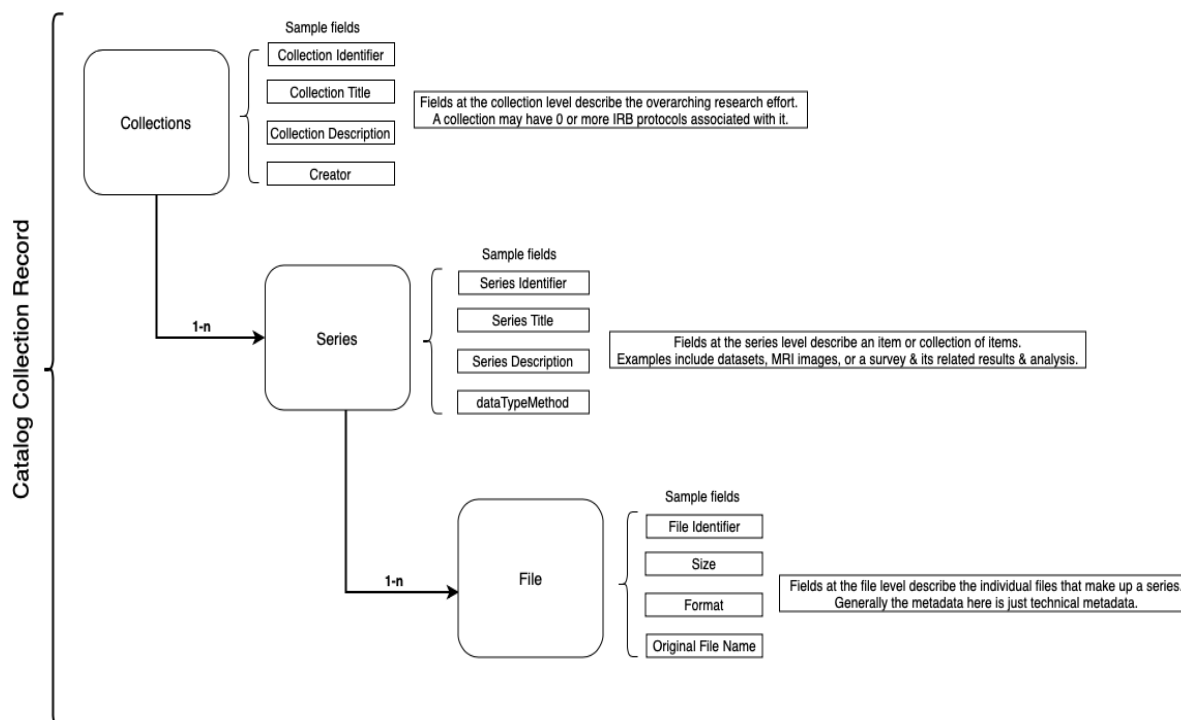 Catalog Collection Record
Sample fields
Collections
Collection Identifier
Collection Title
Collection Description
Creator
Fields at the collection level describe the overarching research effort.
A collection may have 0 or more IRB protocols associated with it.
1-n
Sample fields
Series
Series Identifier
Series Title
Series Description
dataTypeMethod
Fields at the series level describe an item or collection of items.
Examples include datasets, MRI images, or a survey & its related results & analysis.
1-n
Sample fields
File
File Identifier
Size
Format
Original File Name
Fields at the file level describe the individual files that make up a series.
Generally the metadata here is just technical metadata.